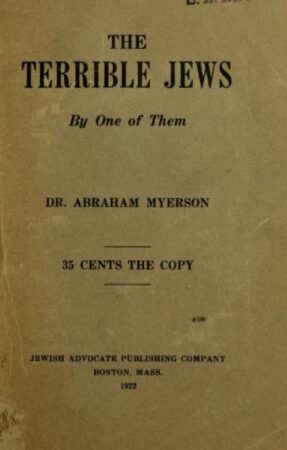 THE
TERRIBLE JEWS
By One of Them
DR. ABRAHAM MYERSON
35 CENTS THE COPY
JEWISH ADVOCATE PUBLISHING COMPANY
BOSTON, MASS.
1922